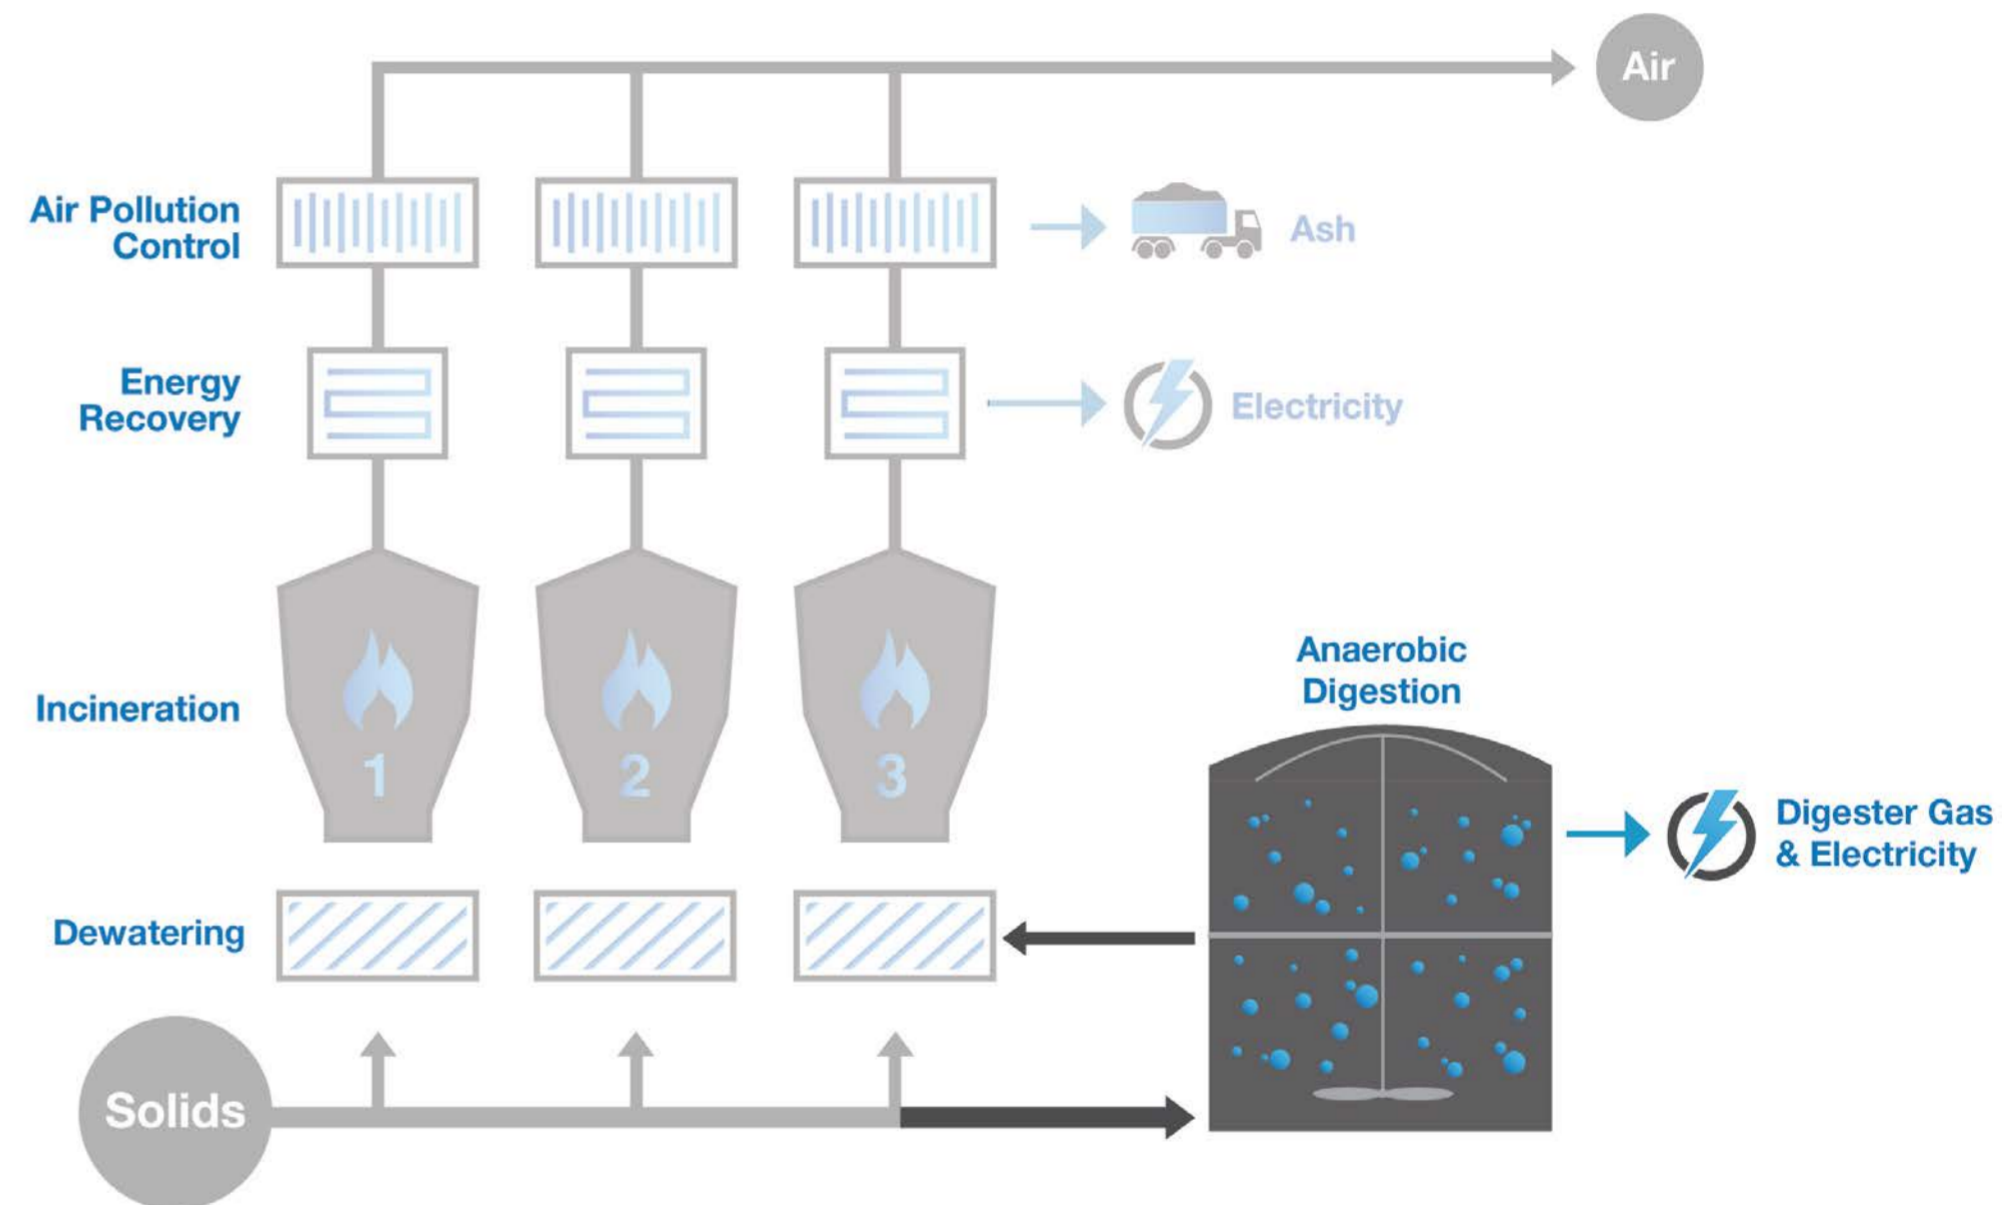 Air
Air Pollution
Control
Ash
Energy
Recovery
Electricity
Anaerobic
Digestion
Incineration
1
2
3
Digester Gas
& Electricity
Dewatering
Solids